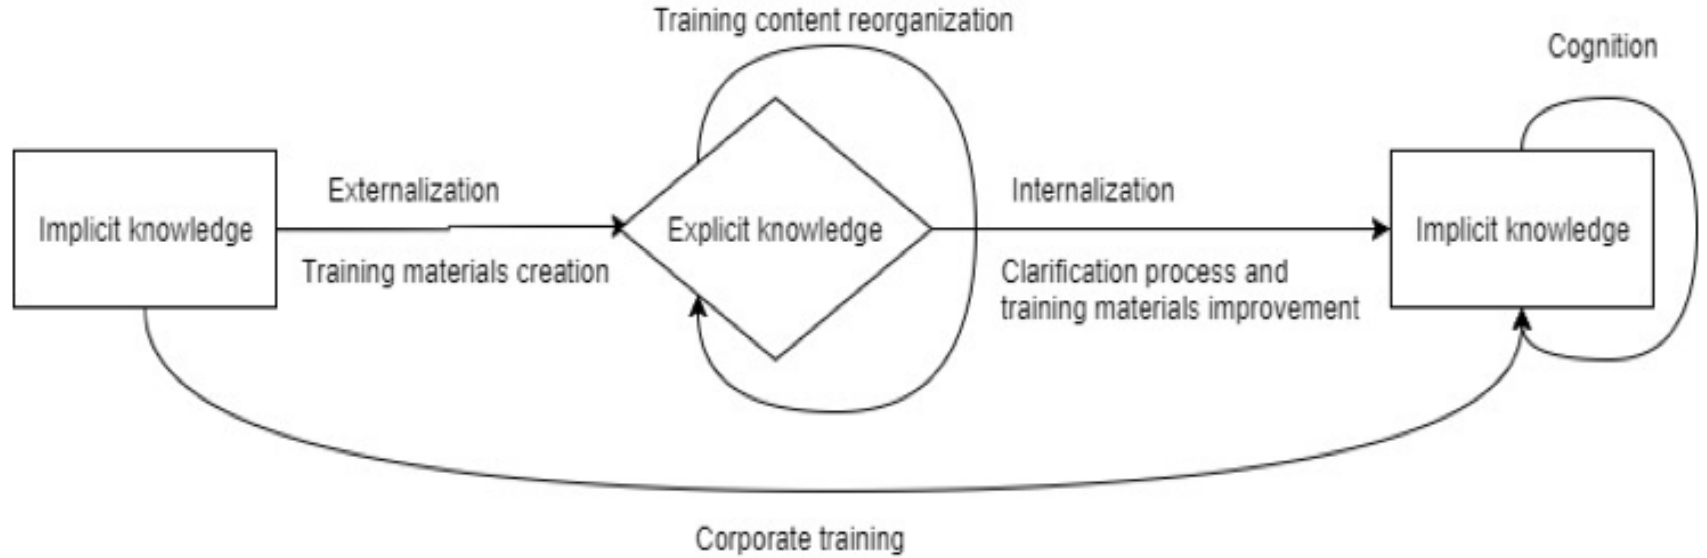 Training content reorganization
Cognition
Externalization
Internalization
Implicit knowledge
Explicit knowledge
Implicit knowledge
Training materials creation
Clarification process and
training materials improvement
Corporate training